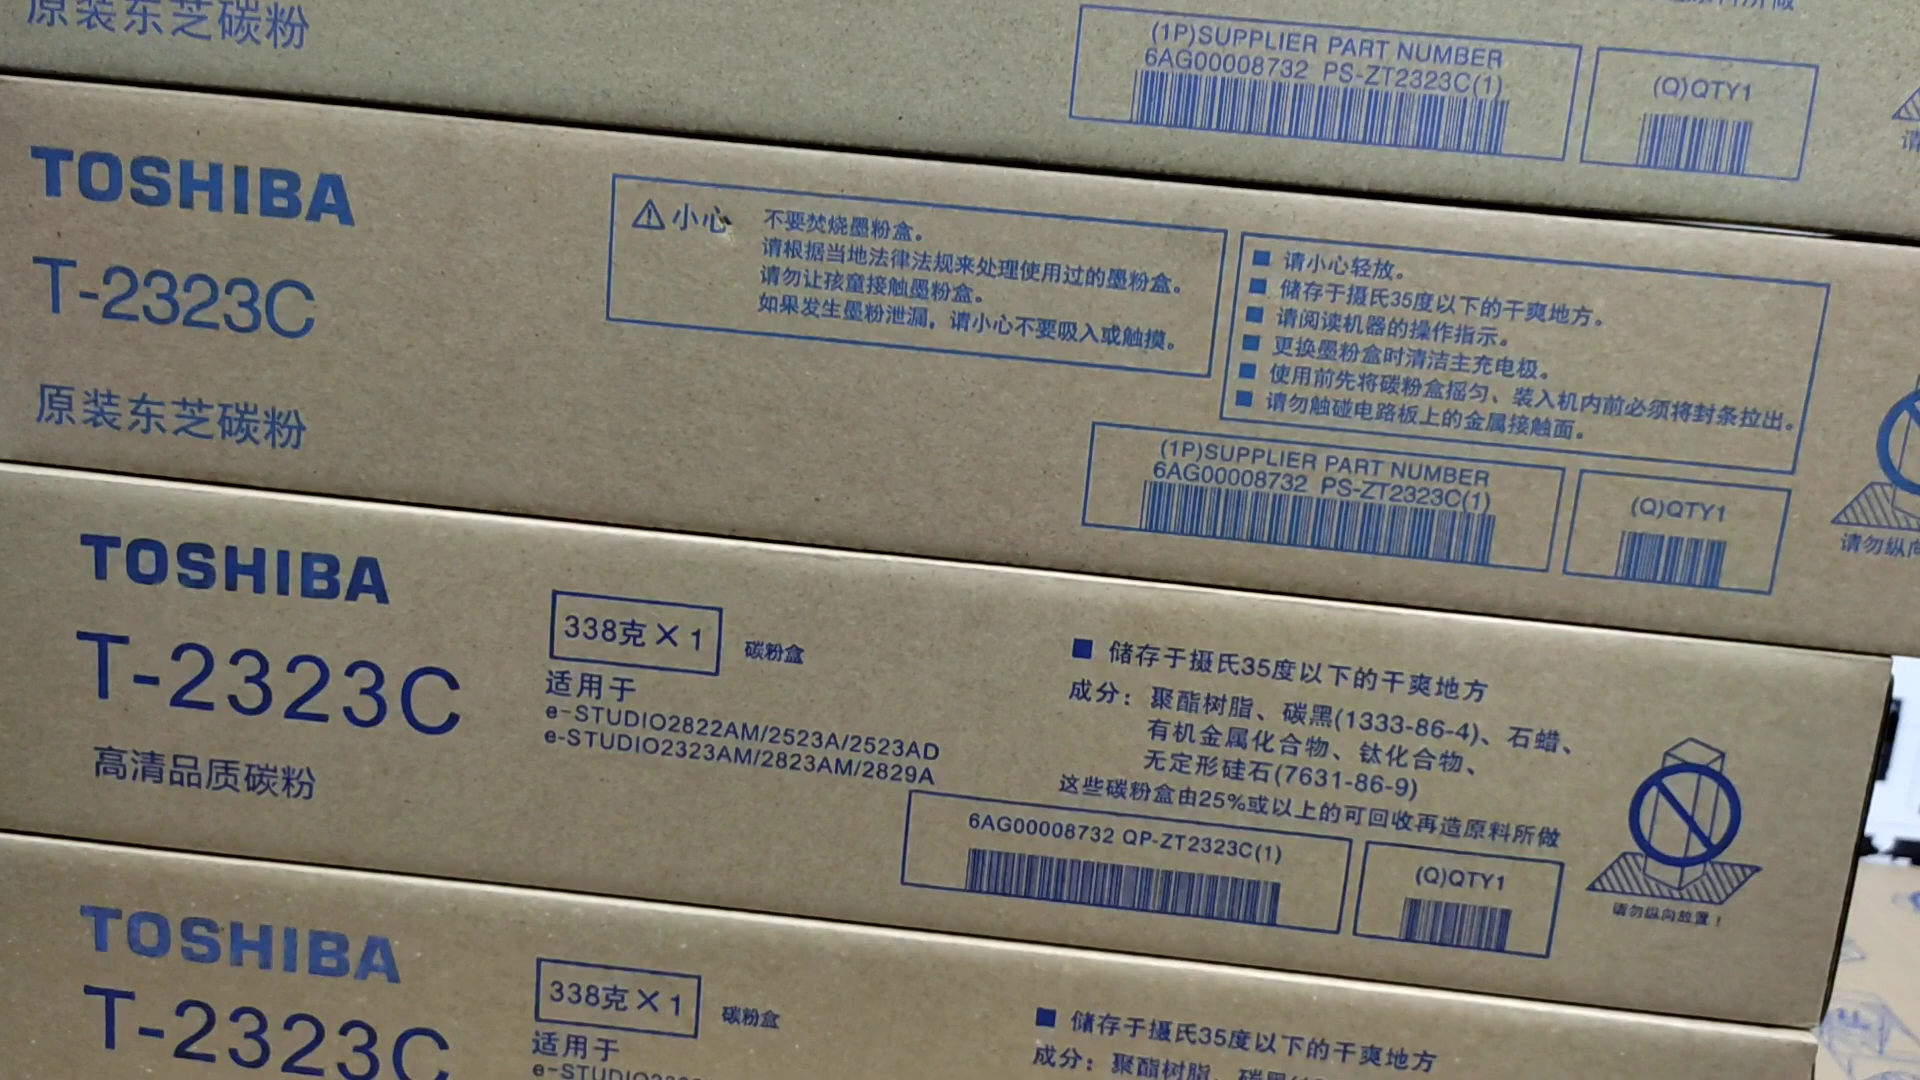 原装东芝碳粉
(1P)SUPPLIER PART NUMBER
6AG00008732 PS-ZT2323C(1)
(Q)QTY1
TOSHIBA
T-2323C
原装东芝碳粉
小心
不要焚烧墨粉盒。
请根据当地法律法规来处理使用过的墨粉盒。
请勿让孩童接触墨粉盒。
如果发生墨粉泄漏，请小心不要吸入或触摸。
■ 请小心轻放。
■ 储存于摄氏35度以下的干爽地方。
■ 请阅读机器的操作指示。
■ 更换墨粉盒时清洁主充电极。
■ 使用前先将碳粉盒摇匀、装入机内前必须将封条拉出。
■ 请勿触碰电路板上的金属接触面。
(1P)SUPPLIER PART NUMBER
6AG00008732 PS-ZT2323C(1)
(Q)QTY1
请勿纵向
TOSHIBA
T-2323C
高清品质碳粉
338克×1
碳粉盒
适用于
e-STUDIO2822AM/2523A/2523AD
e-STUDIO2323AM/2823AM/2829A
■ 储存于摄氏35度以下的干爽地方
成分：聚酯树脂、碳黑(1333-86-4)、石蜡、
有机金属化合物、钛化合物、
无定形硅石(7631-86-9)
这些碳粉盒由25%或以上的可回收再造原料所做
6AG00008732 QP-ZT2323C(1)
(Q)QTY1
请勿纵向放置！
TOSHIBA
T-2323C
338克×1
碳粉盒
适用于
■ 储存于摄氏35度以下的干爽地方
成分：聚酯树脂、碳黑